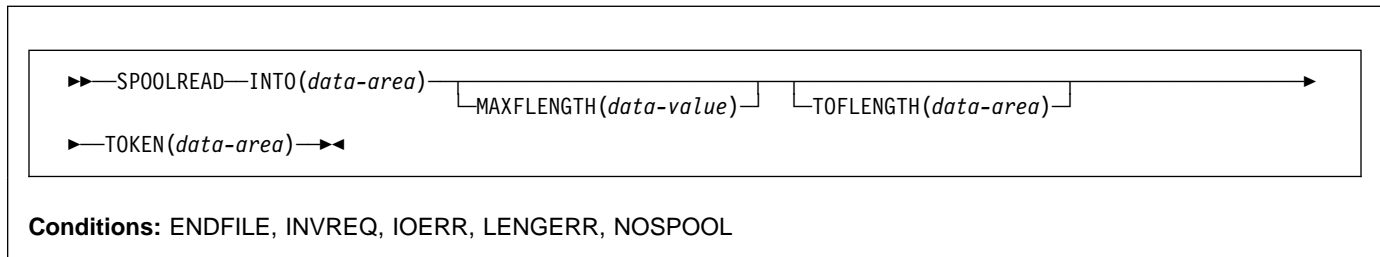 ►►──SPOOLREAD──INTO(data-area)──MAXFLENGTH(data-value)──TOFLENGTH(data-area)──►
►──TOKEN(data-area)──►◄
Conditions: ENDFILE, INVREQ, IOERR, LENGERR, NOSPOOL